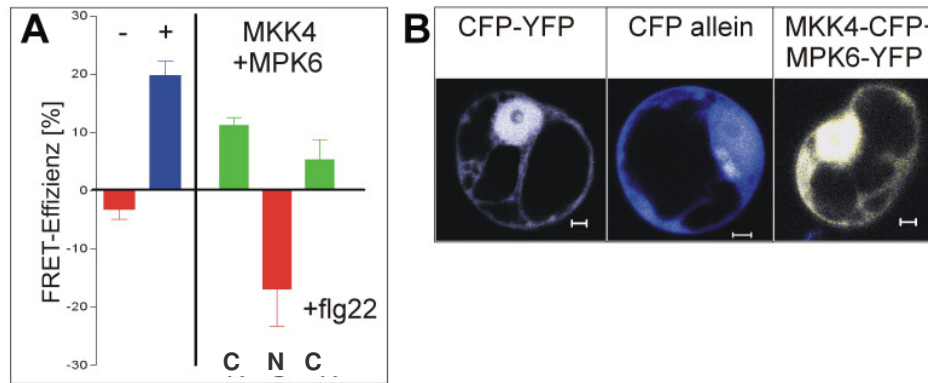 A
B
30
20
10
0
-10
-20
-30
FRET-Effizienz [%]
- +
MKK4
+MPK6
+flg22
C N C
CFP-YFP
CFP allein
MKK4-CFP-
MPK6-YFP